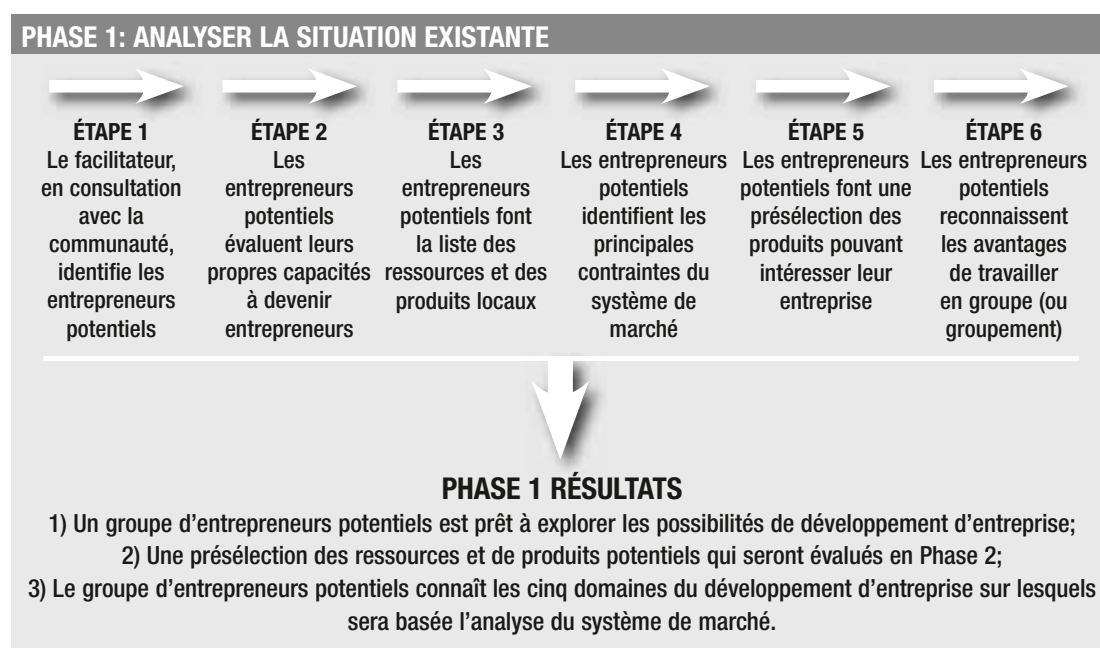 PHASE 1: ANALYSER LA SITUATION EXISTANTE
ÉTAPE 1
Le facilitateur,
en consultation
avec la
communauté,
identifie les
entrepreneurs
potentiels
ÉTAPE 2
Les
entrepreneurs
potentiels
évaluent leurs
propres capacités
à devenir
entrepreneurs
ÉTAPE 3
Les
entrepreneurs
potentiels font
la liste des
ressources et des
produits locaux
ÉTAPE 4
Les entrepreneurs
potentiels
identifient les
principales
contraintes du
système de
marché
ÉTAPE 5
Les entrepreneurs
potentiels font une
présélection des
produits pouvant
intéresser leur
entreprise
ÉTAPE 6
Les entrepreneurs
potentiels
reconnaissent
les avantages
de travailler
en groupe (ou
groupement)
PHASE 1 RÉSULTATS
1) Un groupe d'entrepreneurs potentiels est prêt à explorer les possibilités de développement d'entreprise;
2) Une présélection des ressources et de produits potentiels qui seront évalués en Phase 2;
3) Le groupe d'entrepreneurs potentiels connaît les cinq domaines du développement d'entreprise sur lesquels
sera basée l'analyse du système de marché.